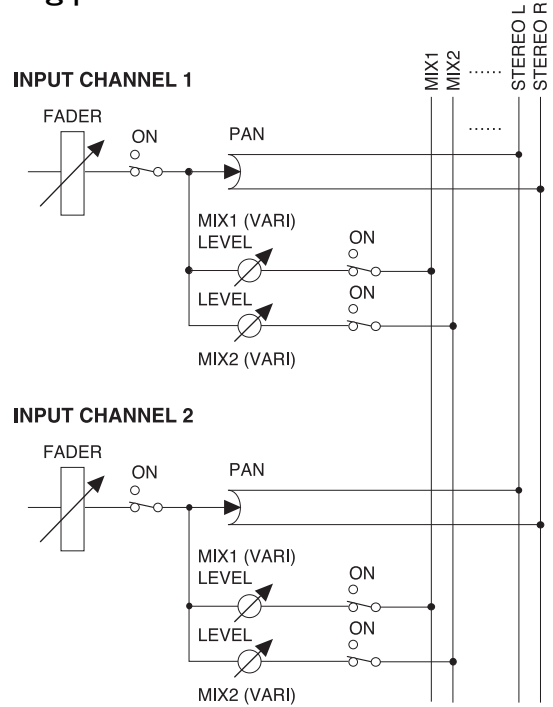 MIX1
MIX2
......
STEREO L
STEREO R
......
INPUT CHANNEL 1
FADER
ON
PAN
MIX1 (VARI)
LEVEL
ON
LEVEL
ON
MIX2 (VARI)
INPUT CHANNEL 2
FADER
ON
PAN
MIX1 (VARI)
LEVEL
ON
LEVEL
ON
MIX2 (VARI)